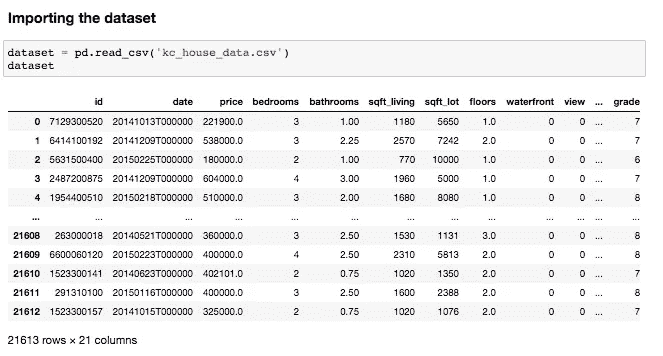 Importing the dataset
dataset = pd.read_csv('kc_house_data.csv')
dataset
id date price bedrooms bathrooms sqft_living sqft_lot floors waterfront view ... grade
0 7129300520 20141013T000000 221900.0 3 1.00 1180 5650 1.0 0 0 ... 7
1 6414100192 20141209T000000 538000.0 3 2.25 2570 7242 2.0 0 0 ... 7
2 5631500400 20150225T000000 180000.0 2 1.00 770 10000 1.0 0 0 ... 6
3 2487200875 20141209T000000 604000.0 4 3.00 1960 5000 1.0 0 0 ... 7
4 1954400510 20150218T000000 510000.0 3 2.00 1680 8080 1.0 0 0 ... 8
... ... ... ... ... ... ... ... ... ... ... ... ...
21608 263000018 20140521T000000 360000.0 3 2.50 1530 1131 3.0 0 0 ... 8
21609 6600060120 20150223T000000 400000.0 4 2.50 2310 5813 2.0 0 0 ... 8
21610 1523300141 20140623T000000 402101.0 2 0.75 1020 1350 2.0 0 0 ... 7
21611 291310100 20150116T000000 400000.0 3 2.50 1600 2388 2.0 0 0 ... 8
21612 1523300157 20141015T000000 325000.0 2 0.75 1020 1076 2.0 0 0 ... 7
21613 rows × 21 columns